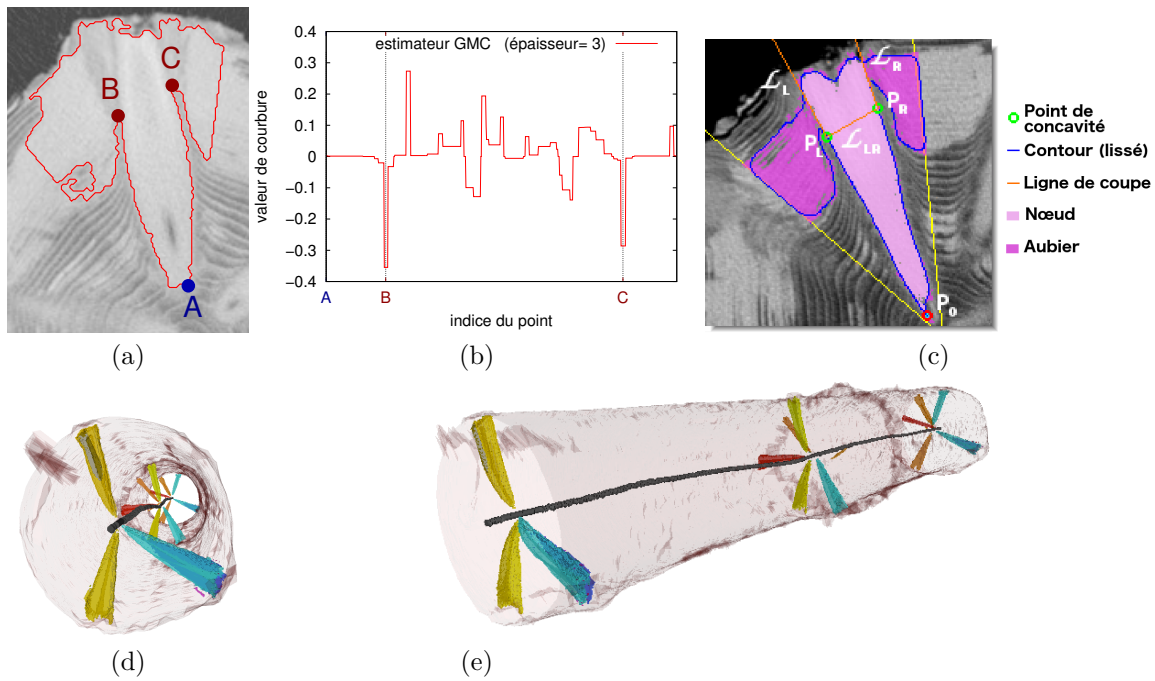 B
C
A
(a)
estimateur GMC (épaisseur= 3)
valeur de courbure
0.4
0.3
0.2
0.1
0
−0.1
−0.2
−0.3
−0.4
A
B
C
indice du point
(b)
ℒ_L
ℒ_R
P_R
P_L
ℒ_LR
P_0
Point de
concavité
Contour (lissé)
Ligne de coupe
Nœud
Aubier
(c)
(d)
(e)